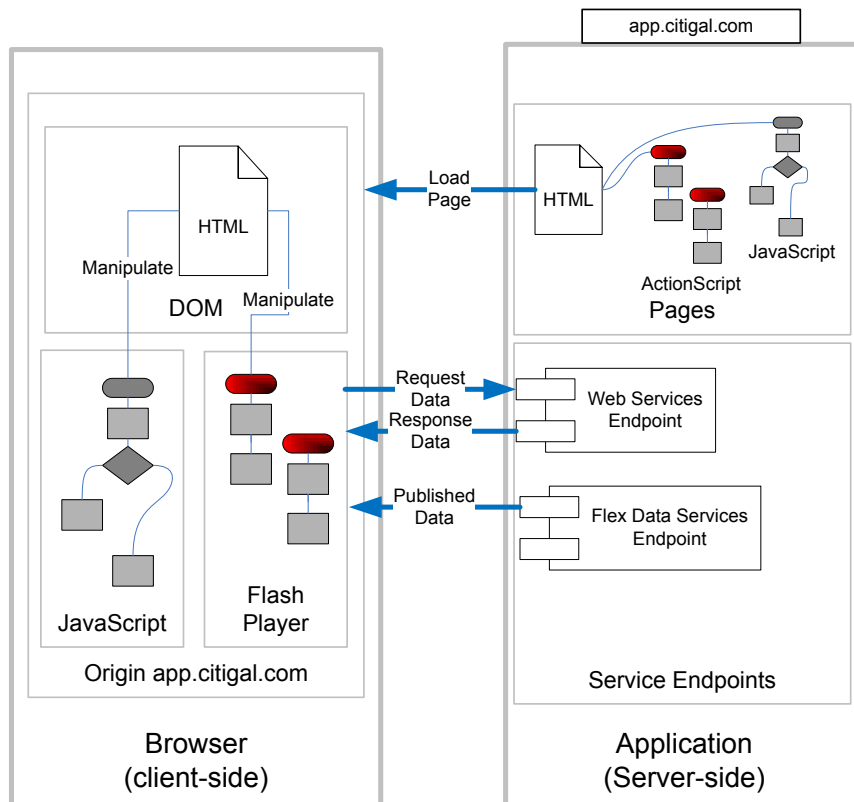 app.citigal.com
HTML
Manipulate
Manipulate
DOM
JavaScript
Flash
Player
Origin app.citigal.com
Browser
(client-side)
Load
Page
Request
Data
Response
Data
Published
Data
HTML
JavaScript
ActionScript
Pages
Web Services
Endpoint
Flex Data Services
Endpoint
Service Endpoints
Application
(Server-side)